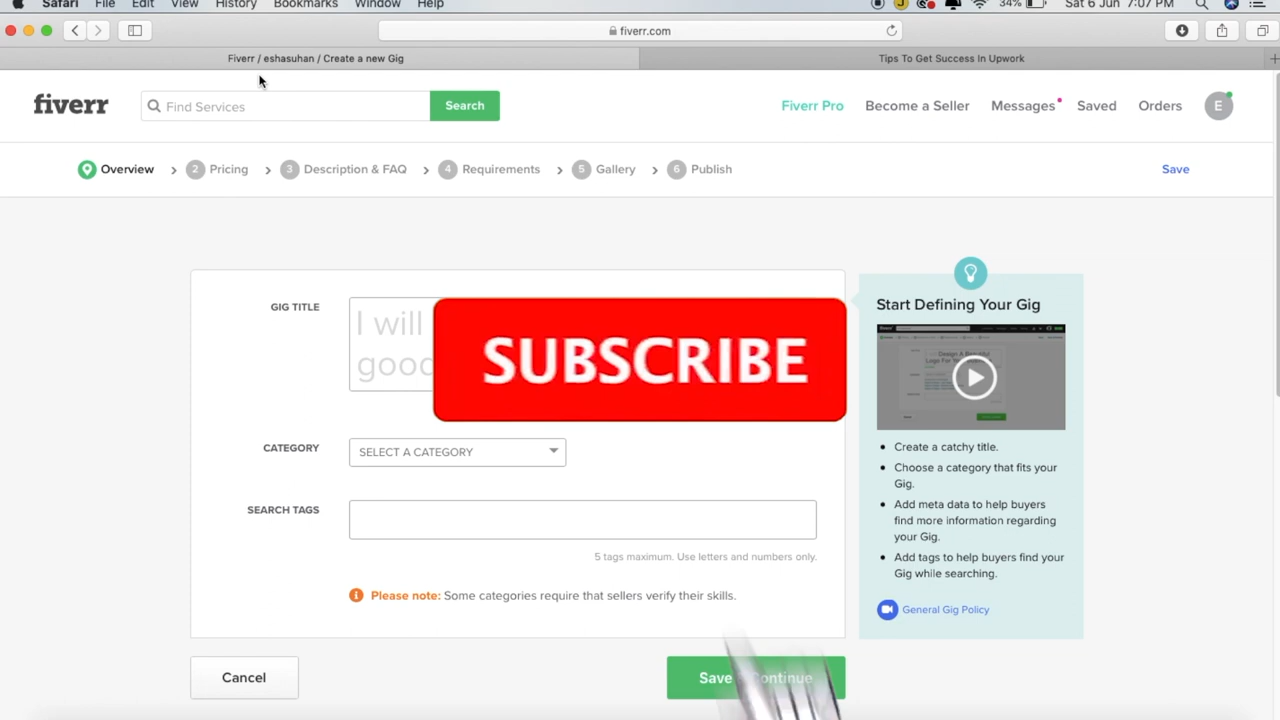 Safari File Edit View History Bookmarks Window Help 34% Sat 6 Jun 7:07 PM
fiverr.com
Fiverr / eshasuhan / Create a new Gig Tips To Get Success In Upwork
fiverr Find Services Search Fiverr Pro Become a Seller Messages Saved Orders E
Overview 2 Pricing 3 Description & FAQ 4 Requirements 5 Gallery 6 Publish Save
GIG TITLE
I will
good
SUBSCRIBE
CATEGORY
SELECT A CATEGORY
SEARCH TAGS
5 tags maximum. Use letters and numbers only.
Please note: Some categories require that sellers verify their skills.
Cancel
Save Continue
Start Defining Your Gig
• Create a catchy title.
• Choose a category that fits your
Gig.
• Add meta data to help buyers
find more information regarding
your Gig.
• Add tags to help buyers find your
Gig while searching.
General Gig Policy